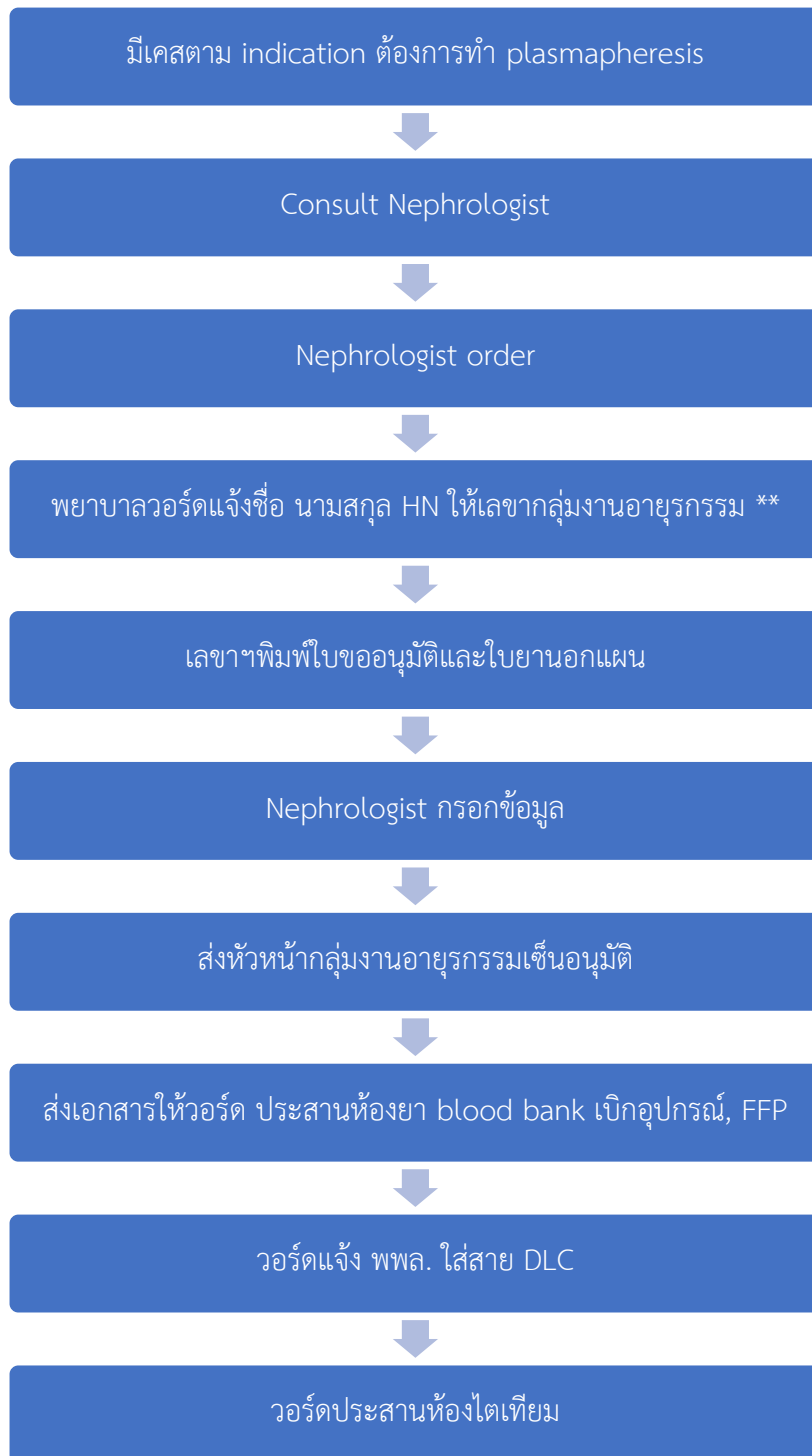 มีเคสตาม indication ต้องการทำ plasmapheresis
Consult Nephrologist
Nephrologist order
พยาบาลวอร์ดแจ้งชื่อ นามสกุล HN ให้เลขากลุ่มงานอายุรกรรม **
เลขาฯพิมพ์ใบขออนุมัติและใบยานอกแผน
Nephrologist กรอกข้อมูล
ส่งหัวหน้ากลุ่มงานอายุรกรรมเซ็นอนุมัติ
ส่งเอกสารให้วอร์ด ประสานห้องยา blood bank เบิกอุปกรณ์, FFP
วอร์ดแจ้ง พพล. ใส่สาย DLC
วอร์ดประสานห้องไตเทียม